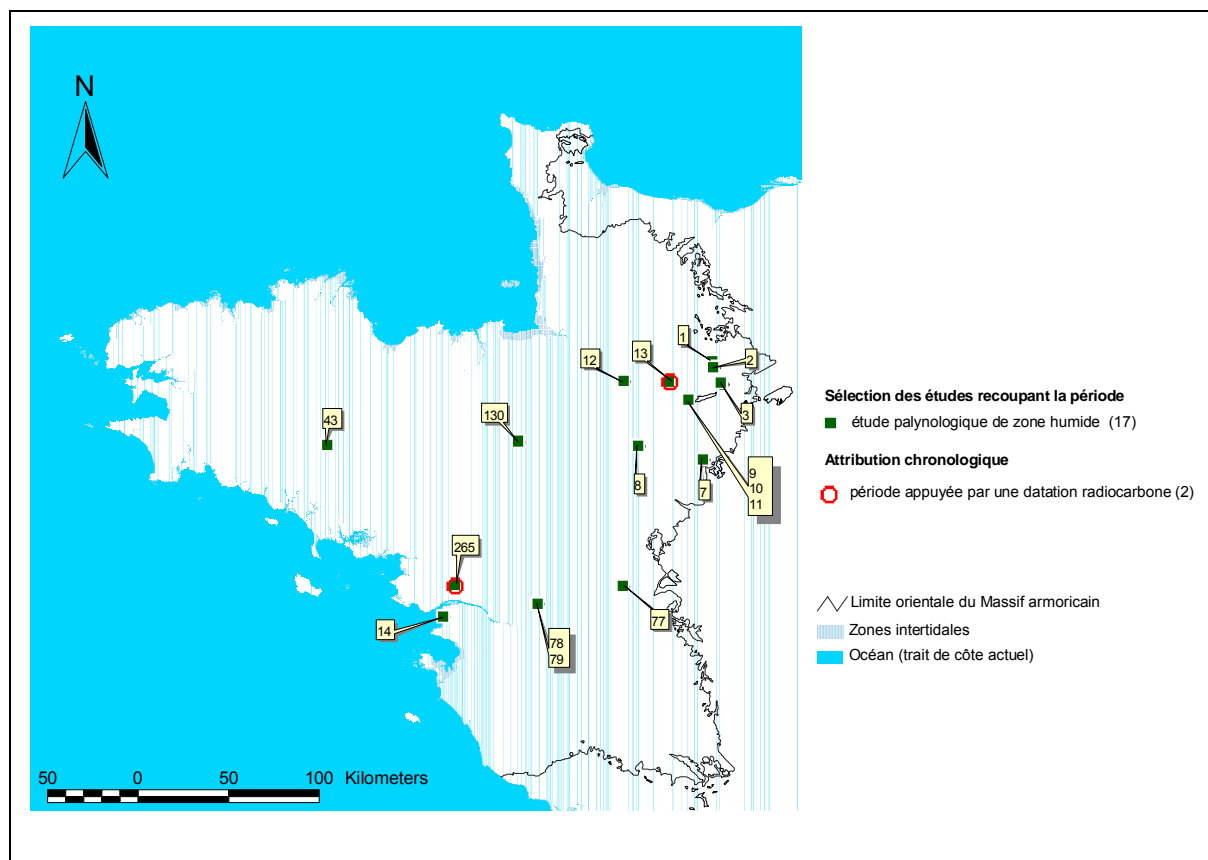 N
1
2
13
12
3
43
130
9
10
11
8
7
265
77
14
78
79
50 0 50 100 Kilometers
Sélection des études recoupant la période
étude palynologique de zone humide (17)
Attribution chronologique
période appuyée par une datation radiocarbone (2)
Limite orientale du Massif armoricain
Zones intertidales
Océan (trait de côte actuel)